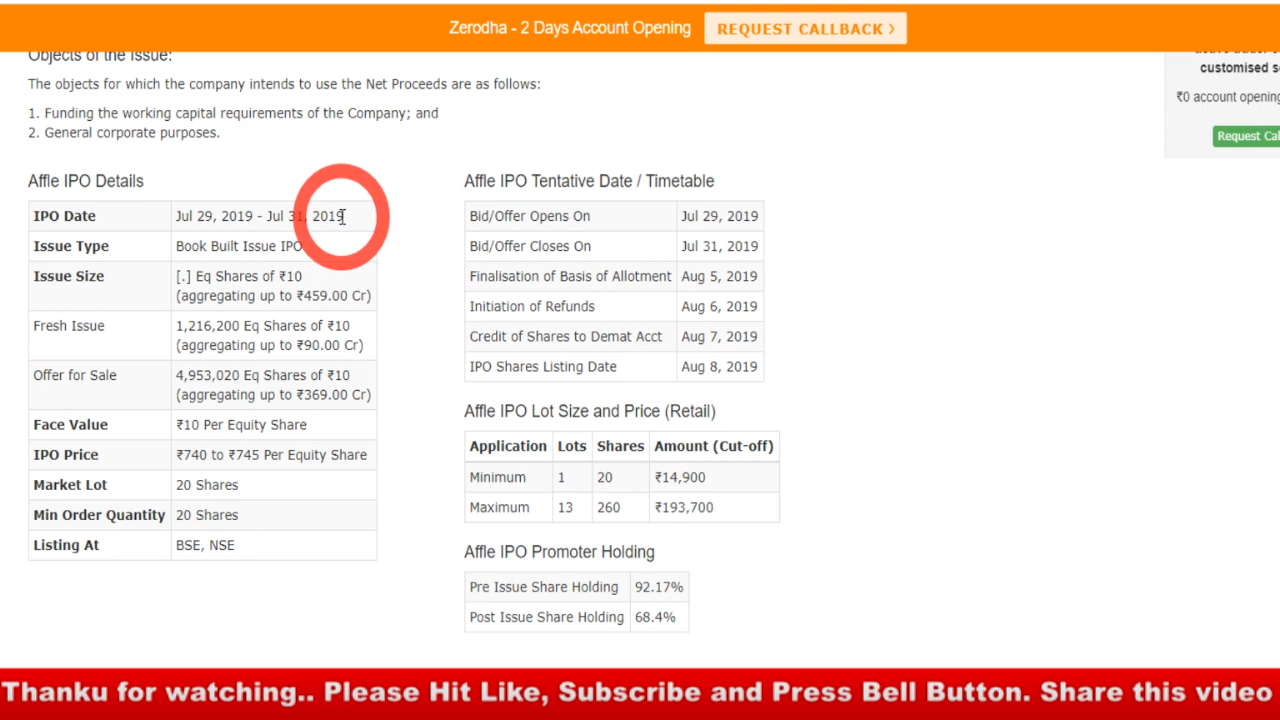 Zerodha - 2 Days Account Opening
REQUEST CALLBACK >
Objects of the Issue:
The objects for which the company intends to use the Net Proceeds are as follows:
1. Funding the working capital requirements of the Company; and
2. General corporate purposes.
customised s
₹0 account opening
Request Cal
Affle IPO Details
IPO Date Jul 29, 2019 - Jul 31, 2019
Issue Type Book Built Issue IPO
Issue Size [.] Eq Shares of ₹10
(aggregating up to ₹459.00 Cr)
Fresh Issue 1,216,200 Eq Shares of ₹10
(aggregating up to ₹90.00 Cr)
Offer for Sale 4,953,020 Eq Shares of ₹10
(aggregating up to ₹369.00 Cr)
Face Value ₹10 Per Equity Share
IPO Price ₹740 to ₹745 Per Equity Share
Market Lot 20 Shares
Min Order Quantity 20 Shares
Listing At BSE, NSE
Affle IPO Tentative Date / Timetable
Bid/Offer Opens On Jul 29, 2019
Bid/Offer Closes On Jul 31, 2019
Finalisation of Basis of Allotment Aug 5, 2019
Initiation of Refunds Aug 6, 2019
Credit of Shares to Demat Acct Aug 7, 2019
IPO Shares Listing Date Aug 8, 2019
Affle IPO Lot Size and Price (Retail)
Application Lots Shares Amount (Cut-off)
Minimum 1 20 ₹14,900
Maximum 13 260 ₹193,700
Affle IPO Promoter Holding
Pre Issue Share Holding 92.17%
Post Issue Share Holding 68.4%
Thanku for watching.. Please Hit Like, Subscribe and Press Bell Button. Share this video